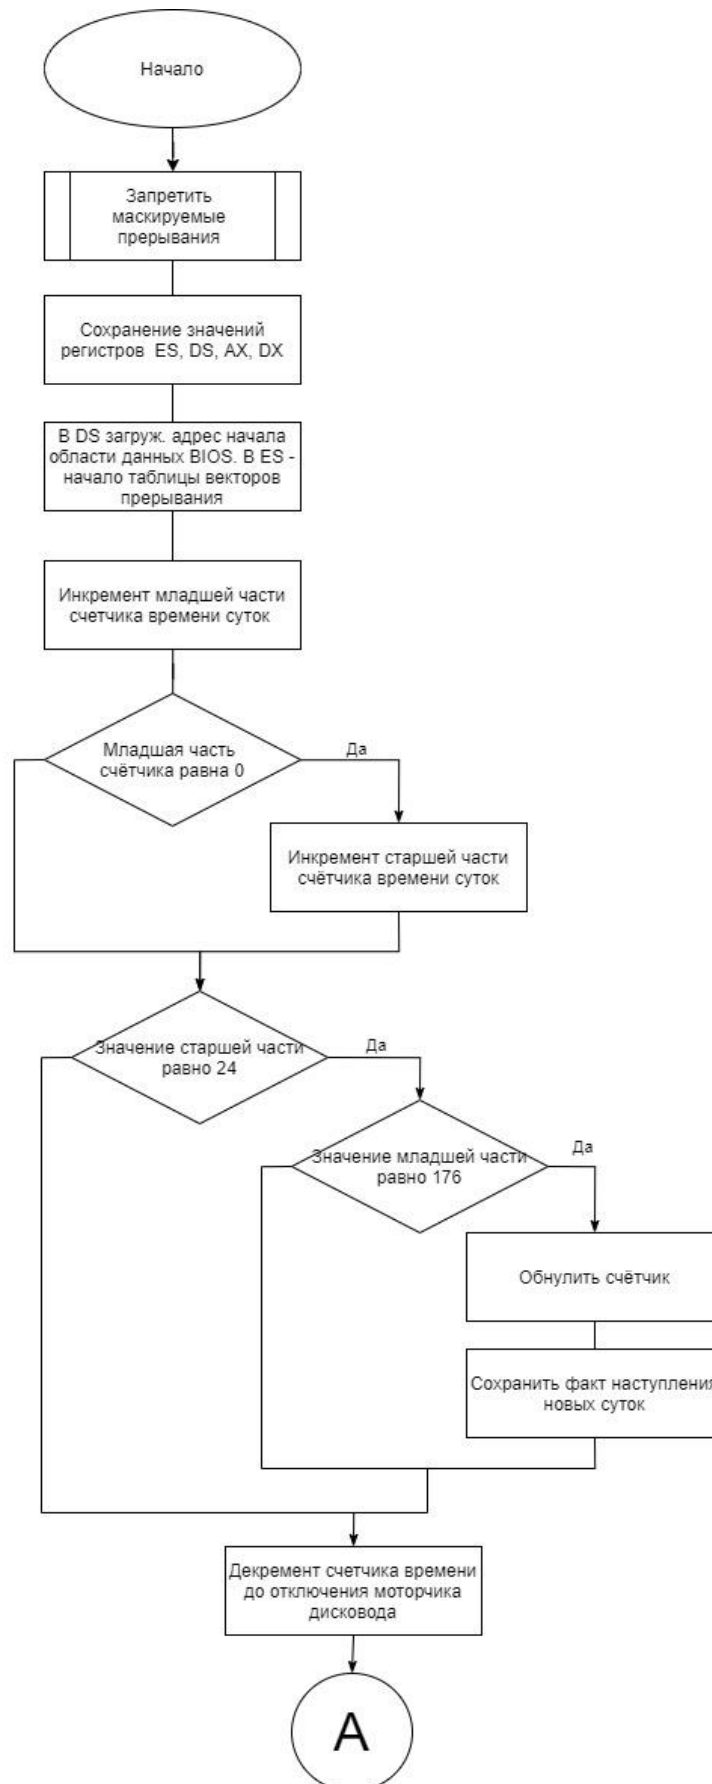 Начало
Запретить
маскируемые
прерывания
Сохранение значений
регистров ES, DS, AX, DX
В DS загруж. адрес начала
области данных BIOS. В ES -
начало таблицы векторов
прерывания
Инкремент младшей части
счетчика времени суток
Младшая часть
счётчика равна 0
Да
Инкремент старшей части
счётчика времени суток
Значение старшей части
равно 24
Да
Значение младшей части
равно 176
Да
Обнулить счётчик
Сохранить факт наступления
новых суток
Декремент счетчика времени
до отключения моторчика
дисковода
А